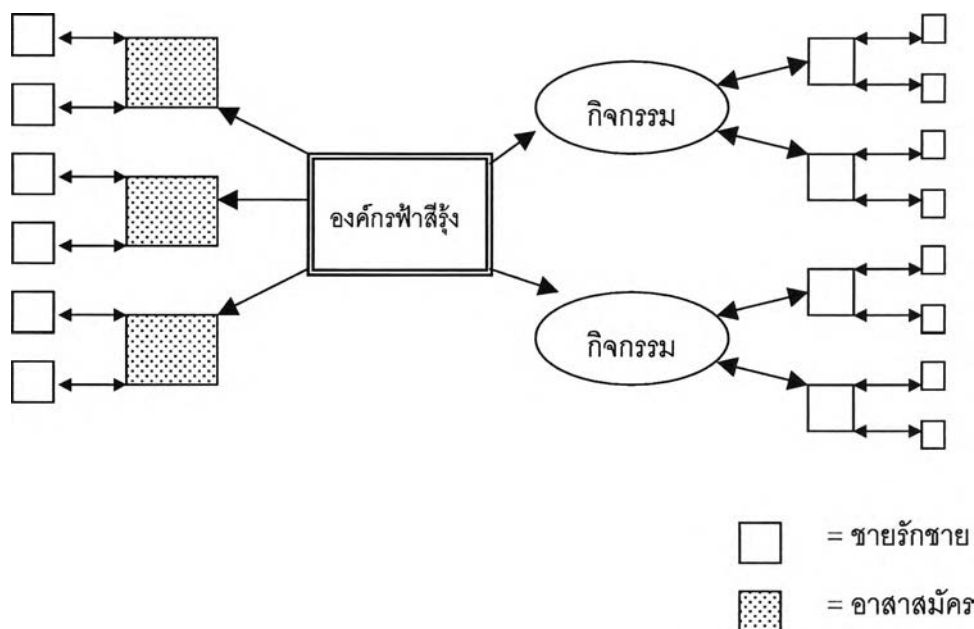 กิจกรรม
องค์กรฟ้าสีรุ้ง
กิจกรรม
= ชายรักชาย
= อาสาสมัคร